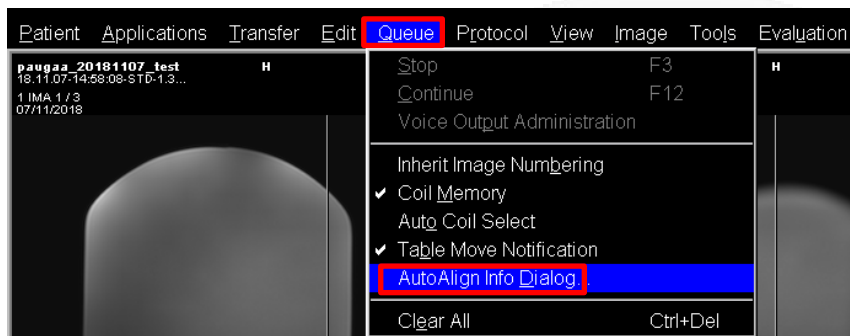 Patient Applications Transfer Edit Queue Protocol View Image Tools Evaluation
paugaa_20181107_test
18.11.07-14:58:08-STD-1.3...
1 IMA 1 / 3
07/11/2018
H
Stop F3
Continue F12
Voice Output Administration
Inherit Image Numbering
✔ Coil Memory
Auto Coil Select
✔ Table Move Notification
AutoAlign Info Dialog...
Clear All Ctrl+Del
H